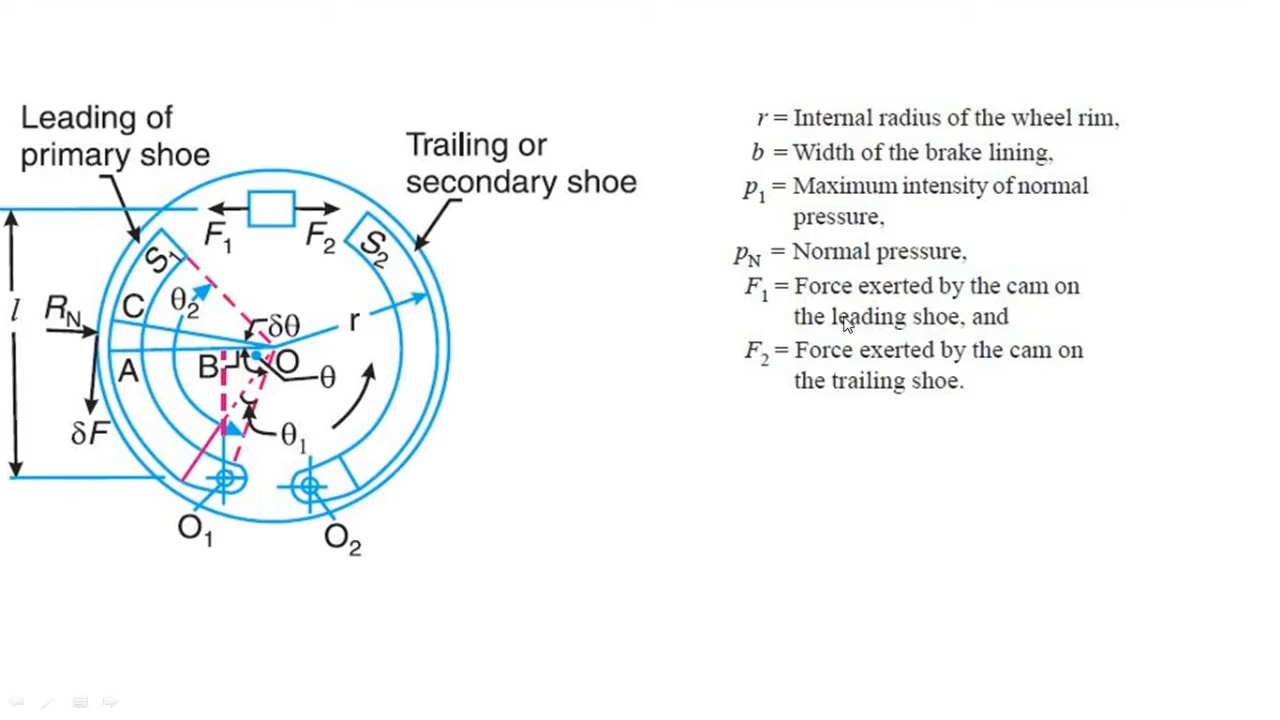 Leading of
primary shoe
Trailing or
secondary shoe
F₁
F₂
S₁
S₂
l
R_N
C
θ₂
δθ
r
A
B
O
θ
δF
θ₁
O₁
O₂
r = Internal radius of the wheel rim,
b = Width of the brake lining,
p₁ = Maximum intensity of normal
pressure,
p_N = Normal pressure,
F₁ = Force exerted by the cam on
the leading shoe, and
F₂ = Force exerted by the cam on
the trailing shoe.